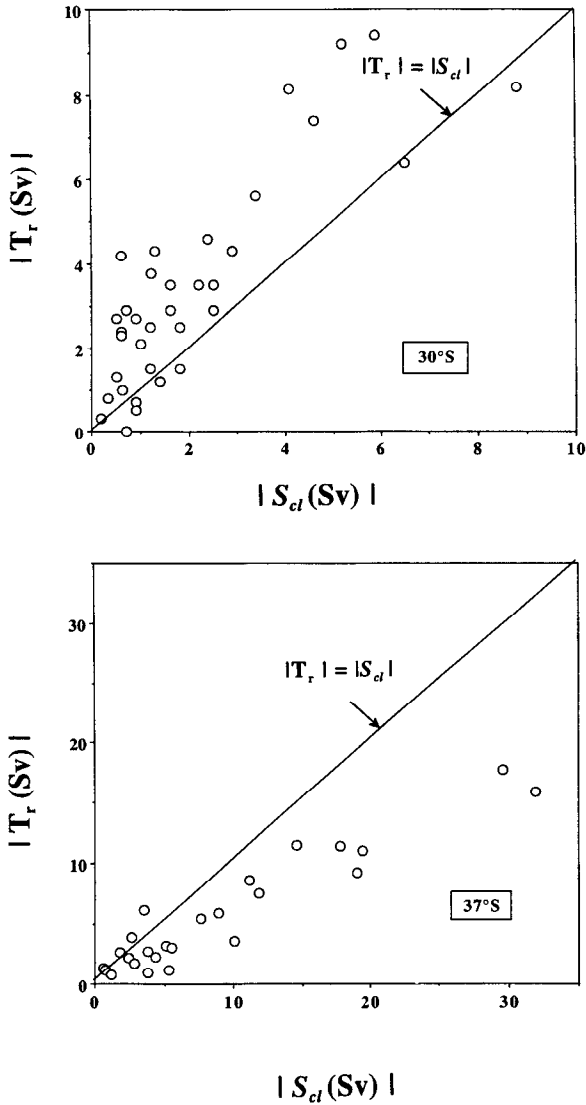 10
8
6
4
2
0
| T_r (Sv) |
|T_r | = |S_cl|
30°S
0 2 4 6 8 10
| S_cl (Sv) |
30
20
10
0
| T_r (Sv) |
|T_r | = |S_cl|
37°S
0 10 20 30
| S_cl (Sv) |